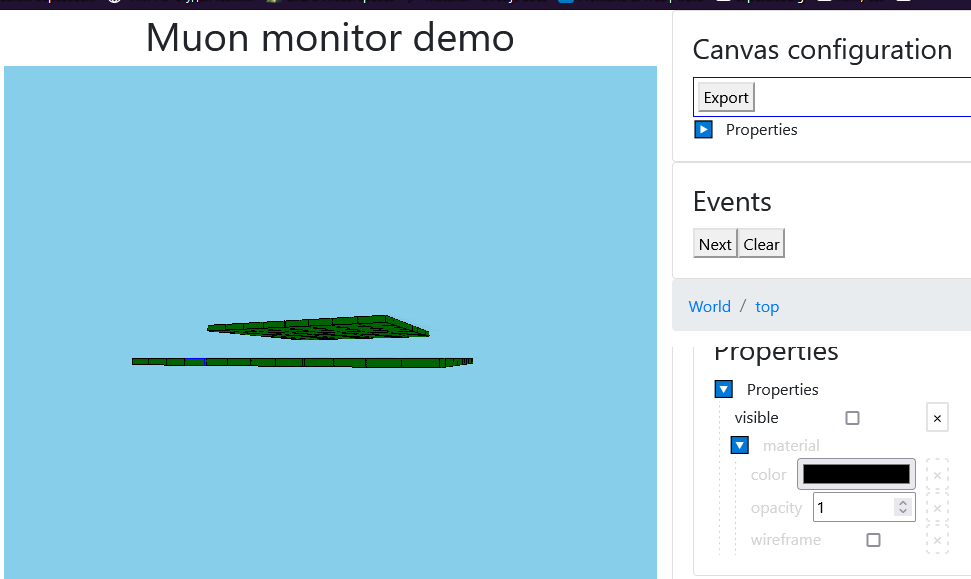 Muon monitor demo
Canvas configuration
Export
Properties
Events
Next Clear
World / top
Properties
Properties
visible ×
material
color ×
opacity 1 ×
wireframe ×